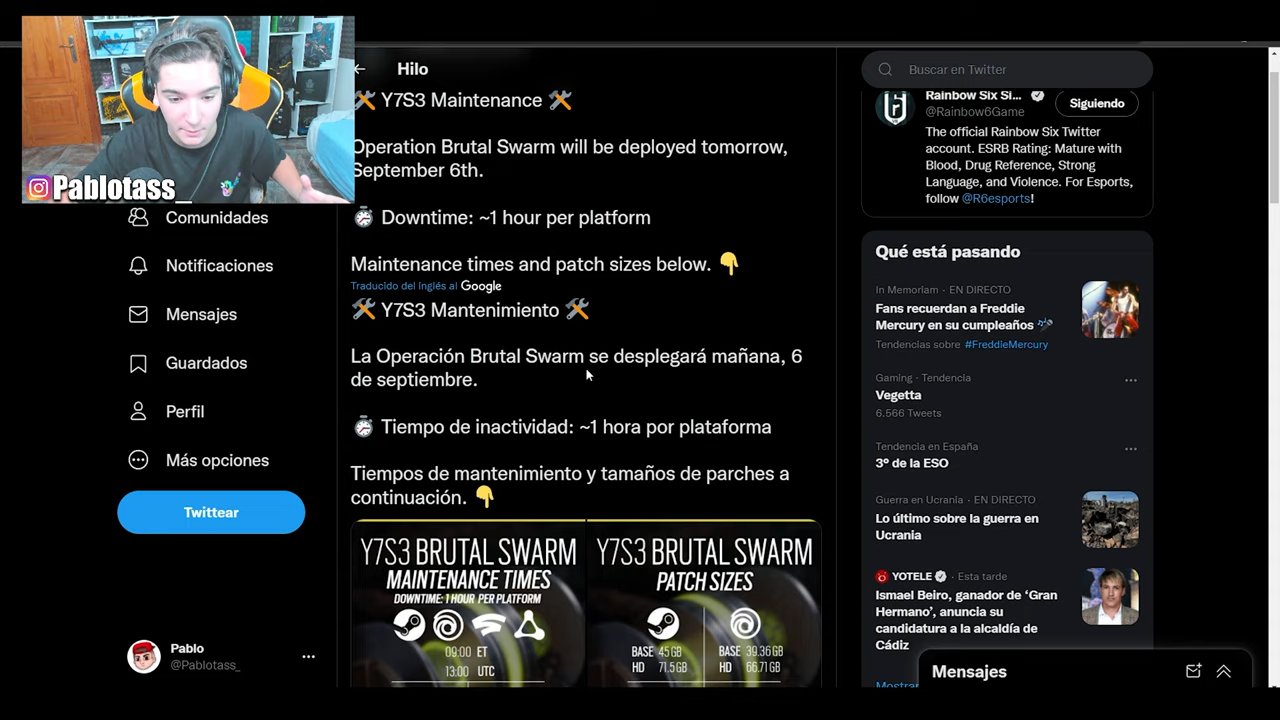 Pablotass_
Comunidades
Notificaciones
Mensajes
Guardados
Perfil
Más opciones
Twittear
Pablo
@Pablotass_
Hilo
Y7S3 Maintenance
Operation Brutal Swarm will be deployed tomorrow,
September 6th.
Downtime: ~1 hour per platform
Maintenance times and patch sizes below.
Traducido del inglés al Google
Y7S3 Mantenimiento
La Operación Brutal Swarm se desplegará mañana, 6
de septiembre.
Tiempo de inactividad: ~1 hora por plataforma
Tiempos de mantenimiento y tamaños de parches a
continuación.
Y7S3 BRUTAL SWARM
MAINTENANCE TIMES
DOWNTIME: 1 HOUR PER PLATFORM
09:00 ET
13:00 UTC
Y7S3 BRUTAL SWARM
PATCH SIZES
BASE 45 GB
HD 71.5 GB
BASE 39.36 GB
HD 66.71 GB
Buscar en Twitter
Rainbow Six Si...
@Rainbow6Game
Siguiendo
The official Rainbow Six Twitter
account. ESRB Rating: Mature with
Blood, Drug Reference, Strong
Language, and Violence. For Esports,
follow @R6esports!
Qué está pasando
In Memoriam · EN DIRECTO
Fans recuerdan a Freddie
Mercury en su cumpleaños
Tendencias sobre #FreddieMercury
Gaming · Tendencia
Vegetta
6.566 Tweets
Tendencia en España
3º de la ESO
Guerra en Ucrania · EN DIRECTO
Lo último sobre la guerra en
Ucrania
YOTELE · Esta tarde
Ismael Beiro, ganador de ‘Gran
Hermano’, anuncia su
candidatura a la alcaldía de
Cádiz
Mostrar
Mensajes